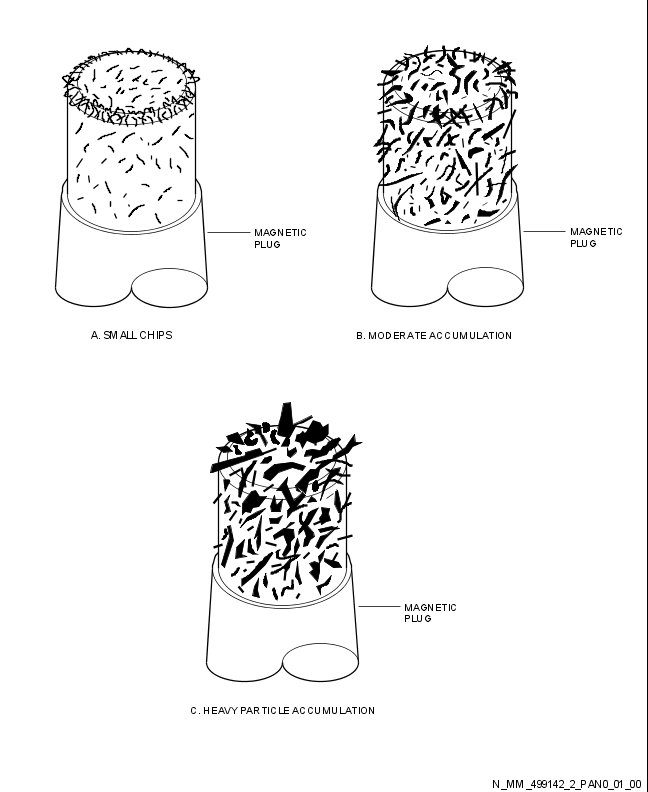 MAGNETIC
PLUG
A. SMALL CHIPS
MAGNETIC
PLUG
B. MODERATE ACCUMULATION
MAGNETIC
PLUG
C. HEAVY PARTICLE ACCUMULATION
N_MM_499142_2_PAN0_01_00